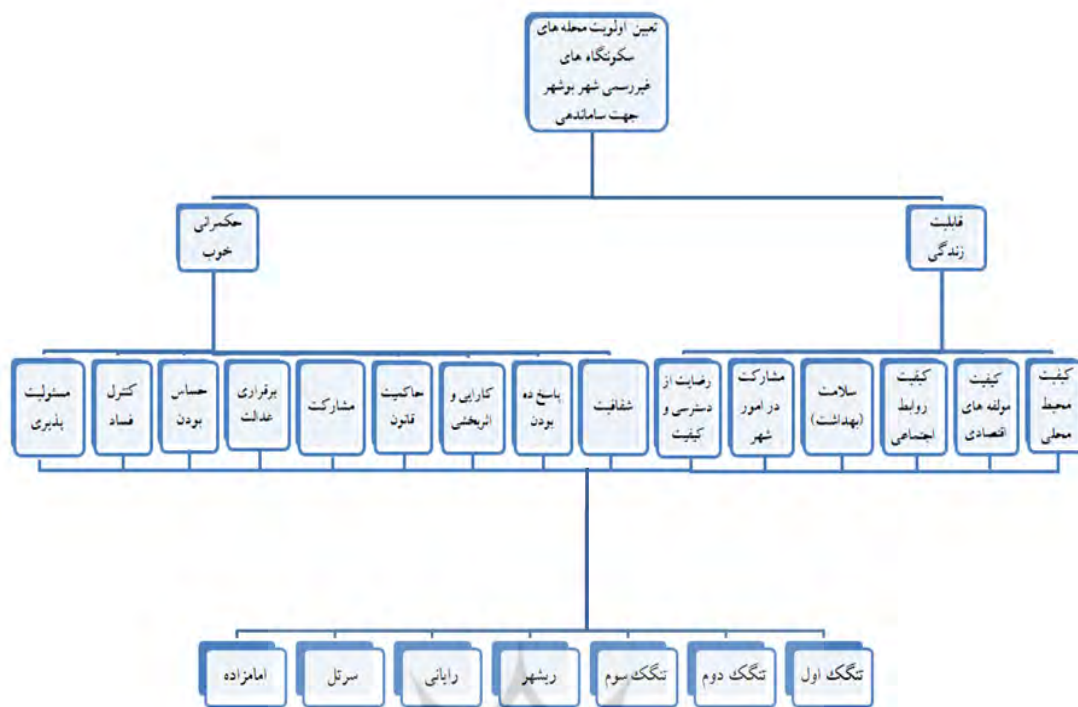 تعیین اولویت محله های
سکونتگاه های
غیررسمی شهر بوشهر
جهت ساماندهی
قابلیت
زندگی
حکمرانی
خوب
کیفیت
محیط
محلی
کیفیت
مولفه های
اقتصادی
کیفیت
روابط
اجتماعی
سلامت
(بهداشت)
مشارکت
در امور
شهر
رضایت از
دسترسی و
کیفیت
شفافیت
پاسخ ده
بودن
کارایی و
اثربخشی
حاکمیت
قانون
مشارکت
برقراری
عدالت
حساس
بودن
کنترل
فساد
مسئولیت
پذیری
تنگک اول
تنگک دوم
تنگک سوم
ریشهر
رایانی
سرتل
امامزاده